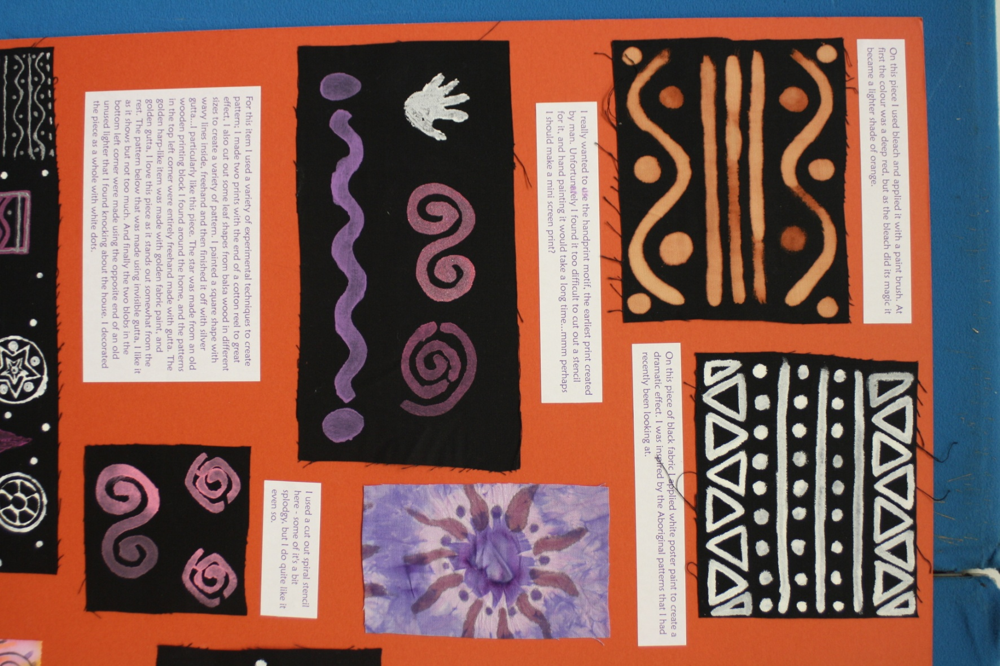 On this piece I used bleach and applied it with a paint brush. At
first the colour was a deep red, but as the bleach did its magic it
became a lighter shade of orange.
On this piece of black fabric I applied white poster paint to create a
dramatic effect. I was inspired by the Aboriginal patterns that I had
recently been looking at.
I really wanted to use the handprint motif, the earliest print created
by man. Unfortunately I found it too difficult to cut out a stencil
for it, and hand painting it would take a long time...mmm perhaps
I should make a mini screen print?
I used a cut out spiral stencil
here - some of it's a bit
splodgy, but I do quite like it
even so.
For this item I used a variety of experimental techniques to create
pattern; I made two prints with the end of a cotton reel to great
effect. I also cut out some leaf shapes from balsa wood in different
sizes to create a variety of pattern. I painted a square shape with
wavy lines inside, freehand and then finished it off with silver
gutta....I particularly like this piece. The star was made from an old
wooden printing block I found around the home, and the patterns
in the top left corner were entirely freehand made with gutta. The
golden harp-like item was made with golden fabric paint, and
golden gutta, I love this piece as it stands out somewhat from the
rest. The pattern below that was made using invisible gutta, I like it
as it shows but not too much. And finally the two blobs in the
bottom left corner were made using the opposite end of an old
unused lighter that I found knocking about the house. I decorated
the piece as a whole with white dots.